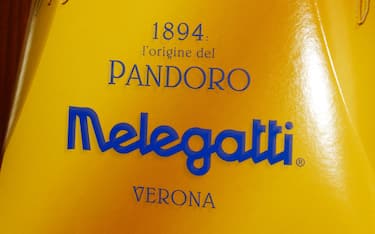 1894:
l'origine del
PANDORO
Melegatti®
VERONA